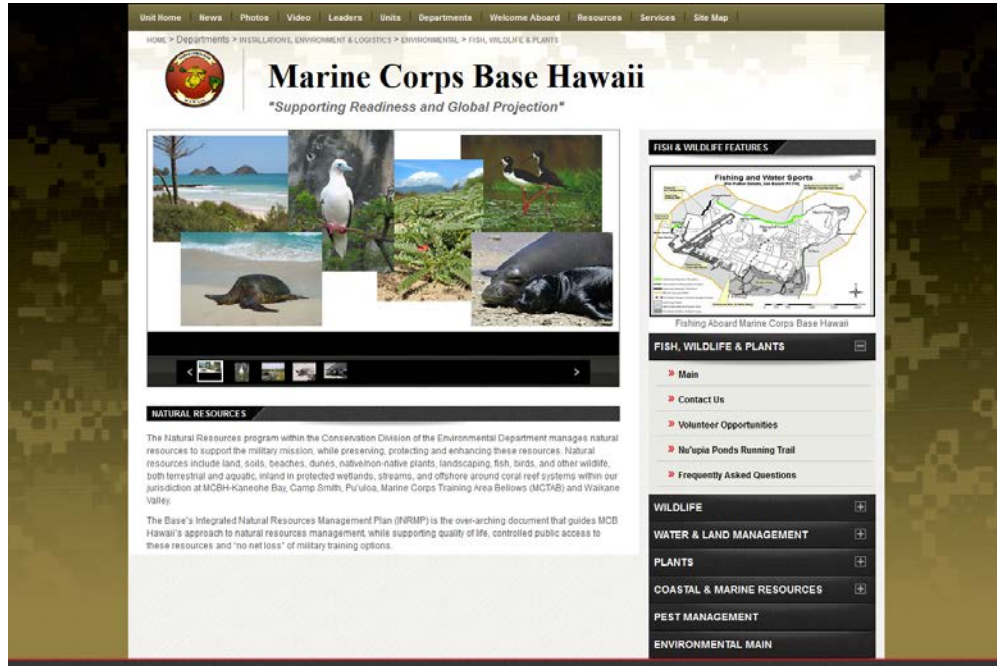 Unit Home News Photos Video Leaders Units Departments Welcome Aboard Resources Services Site Map
HOME > Departments > INSTALLATIONS, ENVIRONMENT & LOGISTICS > ENVIRONMENTAL > FISH, WILDLIFE & PLANTS
HAWAII
Marine Corps Base Hawaii
"Supporting Readiness and Global Projection"
FISH & WILDLIFE FEATURES
Fishing and Water Sports
Fishing Aboard Marine Corps Base Hawaii
FISH, WILDLIFE & PLANTS
» Main
» Contact Us
» Volunteer Opportunities
» Nu'upia Ponds Running Trail
» Frequently Asked Questions
WILDLIFE
WATER & LAND MANAGEMENT
PLANTS
COASTAL & MARINE RESOURCES
PEST MANAGEMENT
ENVIRONMENTAL MAIN
NATURAL RESOURCES
The Natural Resources program within the Conservation Division of the Environmental Department manages natural
resources to support the military mission, while preserving, protecting and enhancing these resources. Natural
resources include land, soils, beaches, dunes, native/non-native plants, landscaping, fish, birds, and other wildlife,
both terrestrial and aquatic, inland in protected wetlands, streams, and offshore around coral reef systems within our
jurisdiction at MCBH-Kaneohe Bay, Camp Smith, Pu'uloa, Marine Corps Training Area Bellows (MCTAB) and Waikane
Valley.
The Base's Integrated Natural Resources Management Plan (INRMP) is the over-arching document that guides MCB
Hawaii's approach to natural resources management, while supporting quality of life, controlled public access to
these resources and "no net loss" of military training options.